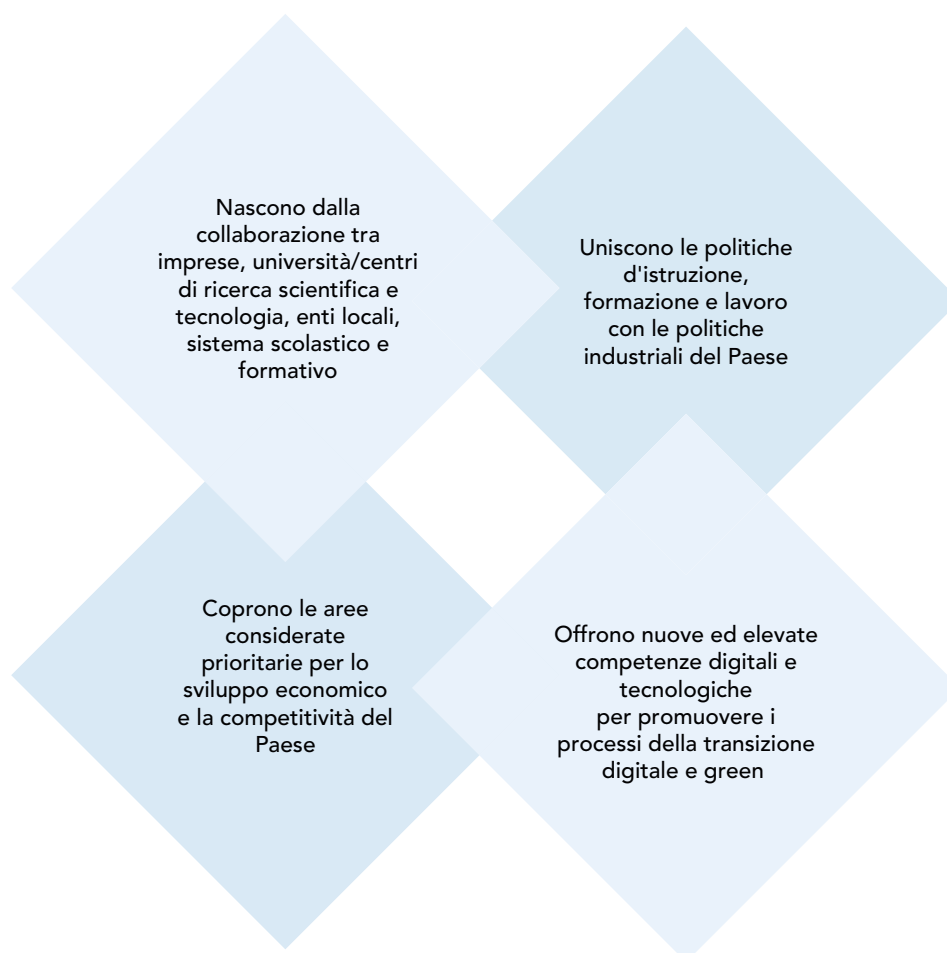 Nascono dalla
collaborazione tra
imprese, università/centri
di ricerca scientifica e
tecnologia, enti locali,
sistema scolastico e
formativo
Uniscono le politiche
d'istruzione,
formazione e lavoro
con le politiche
industriali del Paese
Coprono le aree
considerate
prioritarie per lo
sviluppo economico
e la competitività del
Paese
Offrono nuove ed elevate
competenze digitali e
tecnologiche
per promuovere i
processi della transizione
digitale e green